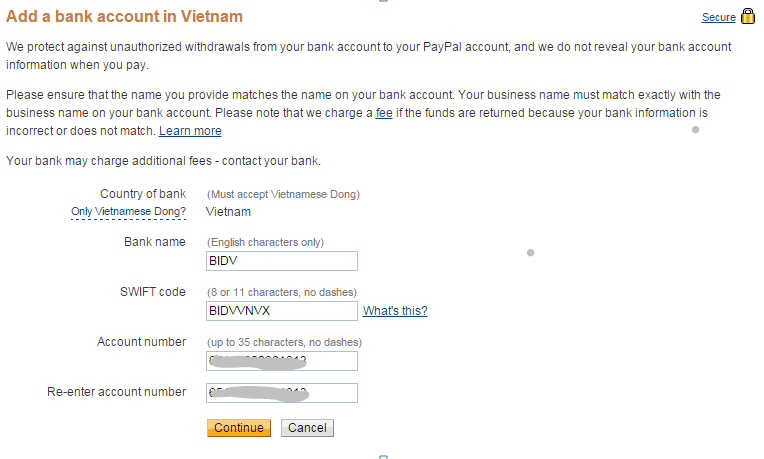 Add a bank account in Vietnam
Secure
We protect against unauthorized withdrawals from your bank account to your PayPal account, and we do not reveal your bank account
information when you pay.
Please ensure that the name you provide matches the name on your bank account. Your business name must match exactly with the
business name on your bank account. Please note that we charge a fee if the funds are returned because your bank information is
incorrect or does not match. Learn more
Your bank may charge additional fees - contact your bank.
Country of bank (Must accept Vietnamese Dong)
Only Vietnamese Dong? Vietnam
Bank name (English characters only)
BIDV
SWIFT code (8 or 11 characters, no dashes)
BIDVVNVX What's this?
Account number (up to 35 characters, no dashes)
Re-enter account number
Continue Cancel